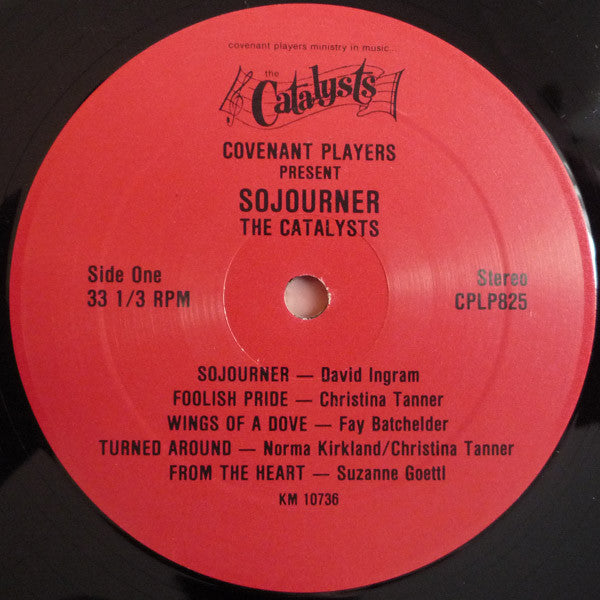 covenant players ministry in music...
the
Catalysts
COVENANT PLAYERS
PRESENT
SOJOURNER
THE CATALYSTS
Side One
33 1/3 RPM
Stereo
CPLP825
SOJOURNER — David Ingram
FOOLISH PRIDE — Christina Tanner
WINGS OF A DOVE — Fay Batchelder
TURNED AROUND — Norma Kirkland/Christina Tanner
FROM THE HEART — Suzanne Goettl
KM 10736